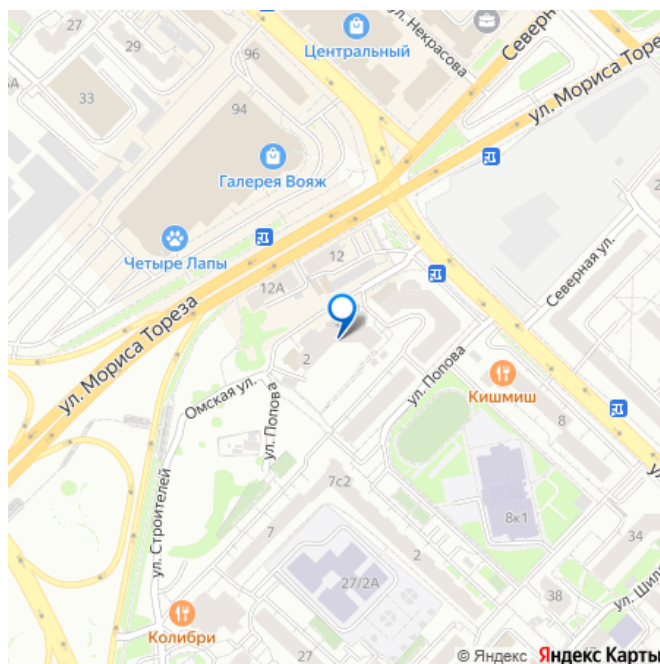 27
29
96
Центральный
ул. Некрасова
Северная
ул. Мориса Торе
33
94
Галерея Вояж
Четыре Лапы
12
12А
Северная ул.
ул. Мориса Тореза
2
Омская ул.
ул. Попова
ул. Попова
Кишмиш
8
ул. Строителей
7с2
7
8к1
34
2
27/2А
38
ул. Шил
Колибри
27
© Яндекс Яндекс Карты